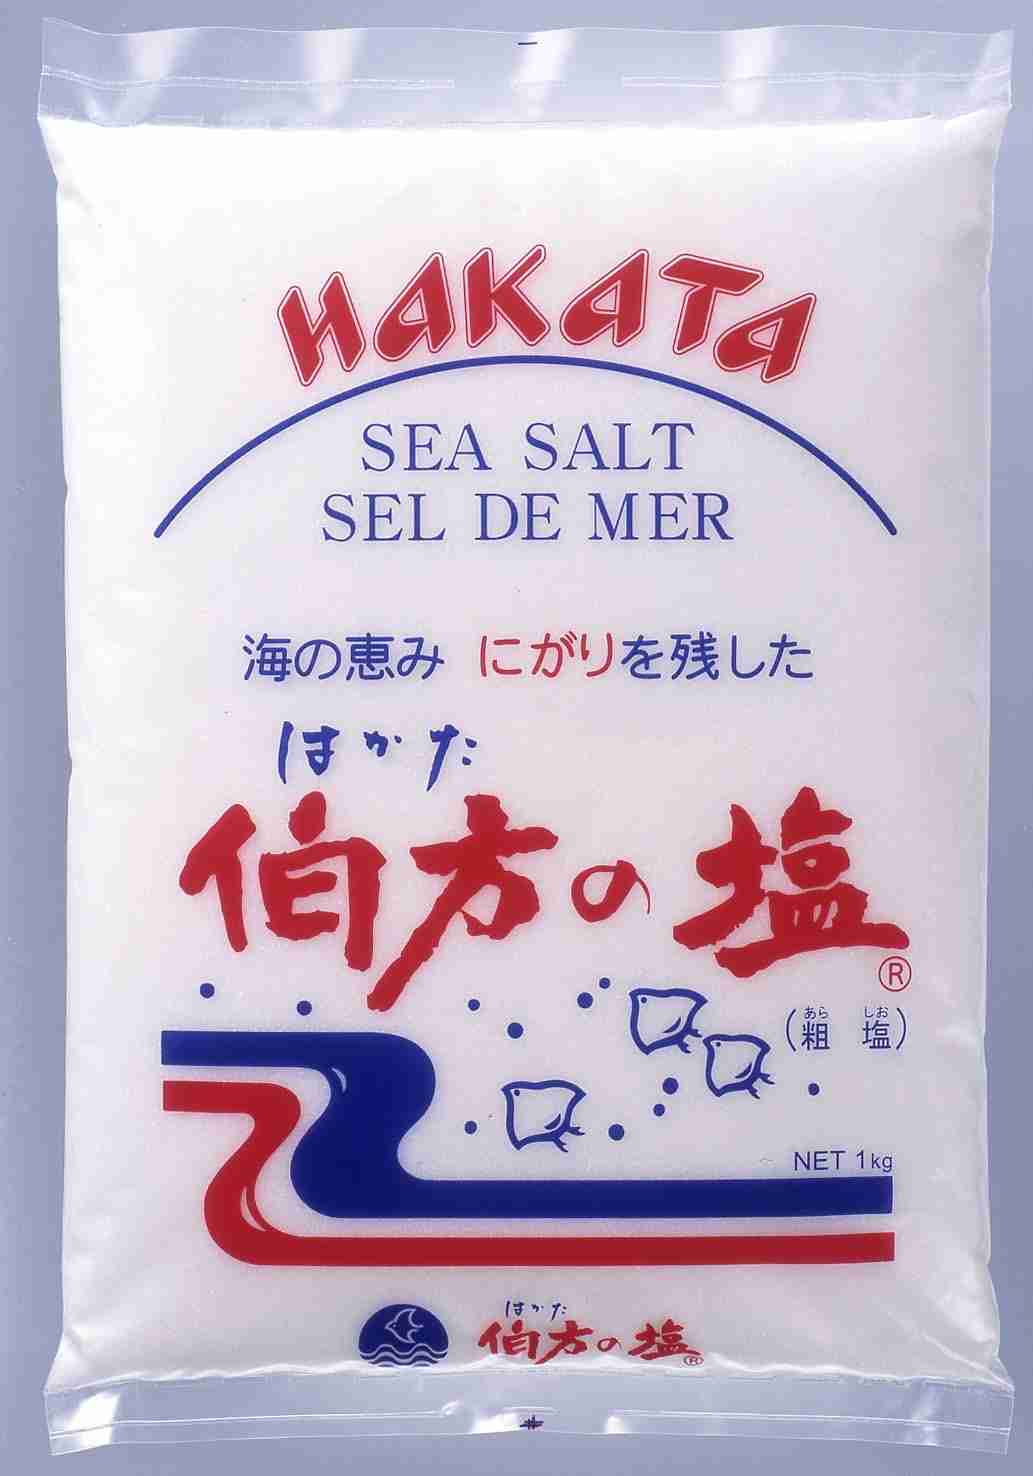 HAKATA
SEA SALT
SEL DE MER
海の恵み にがりを残した
はかた
伯方の塩®
あら しお
(粗 塩)
NET 1kg
はかた
伯方の塩®